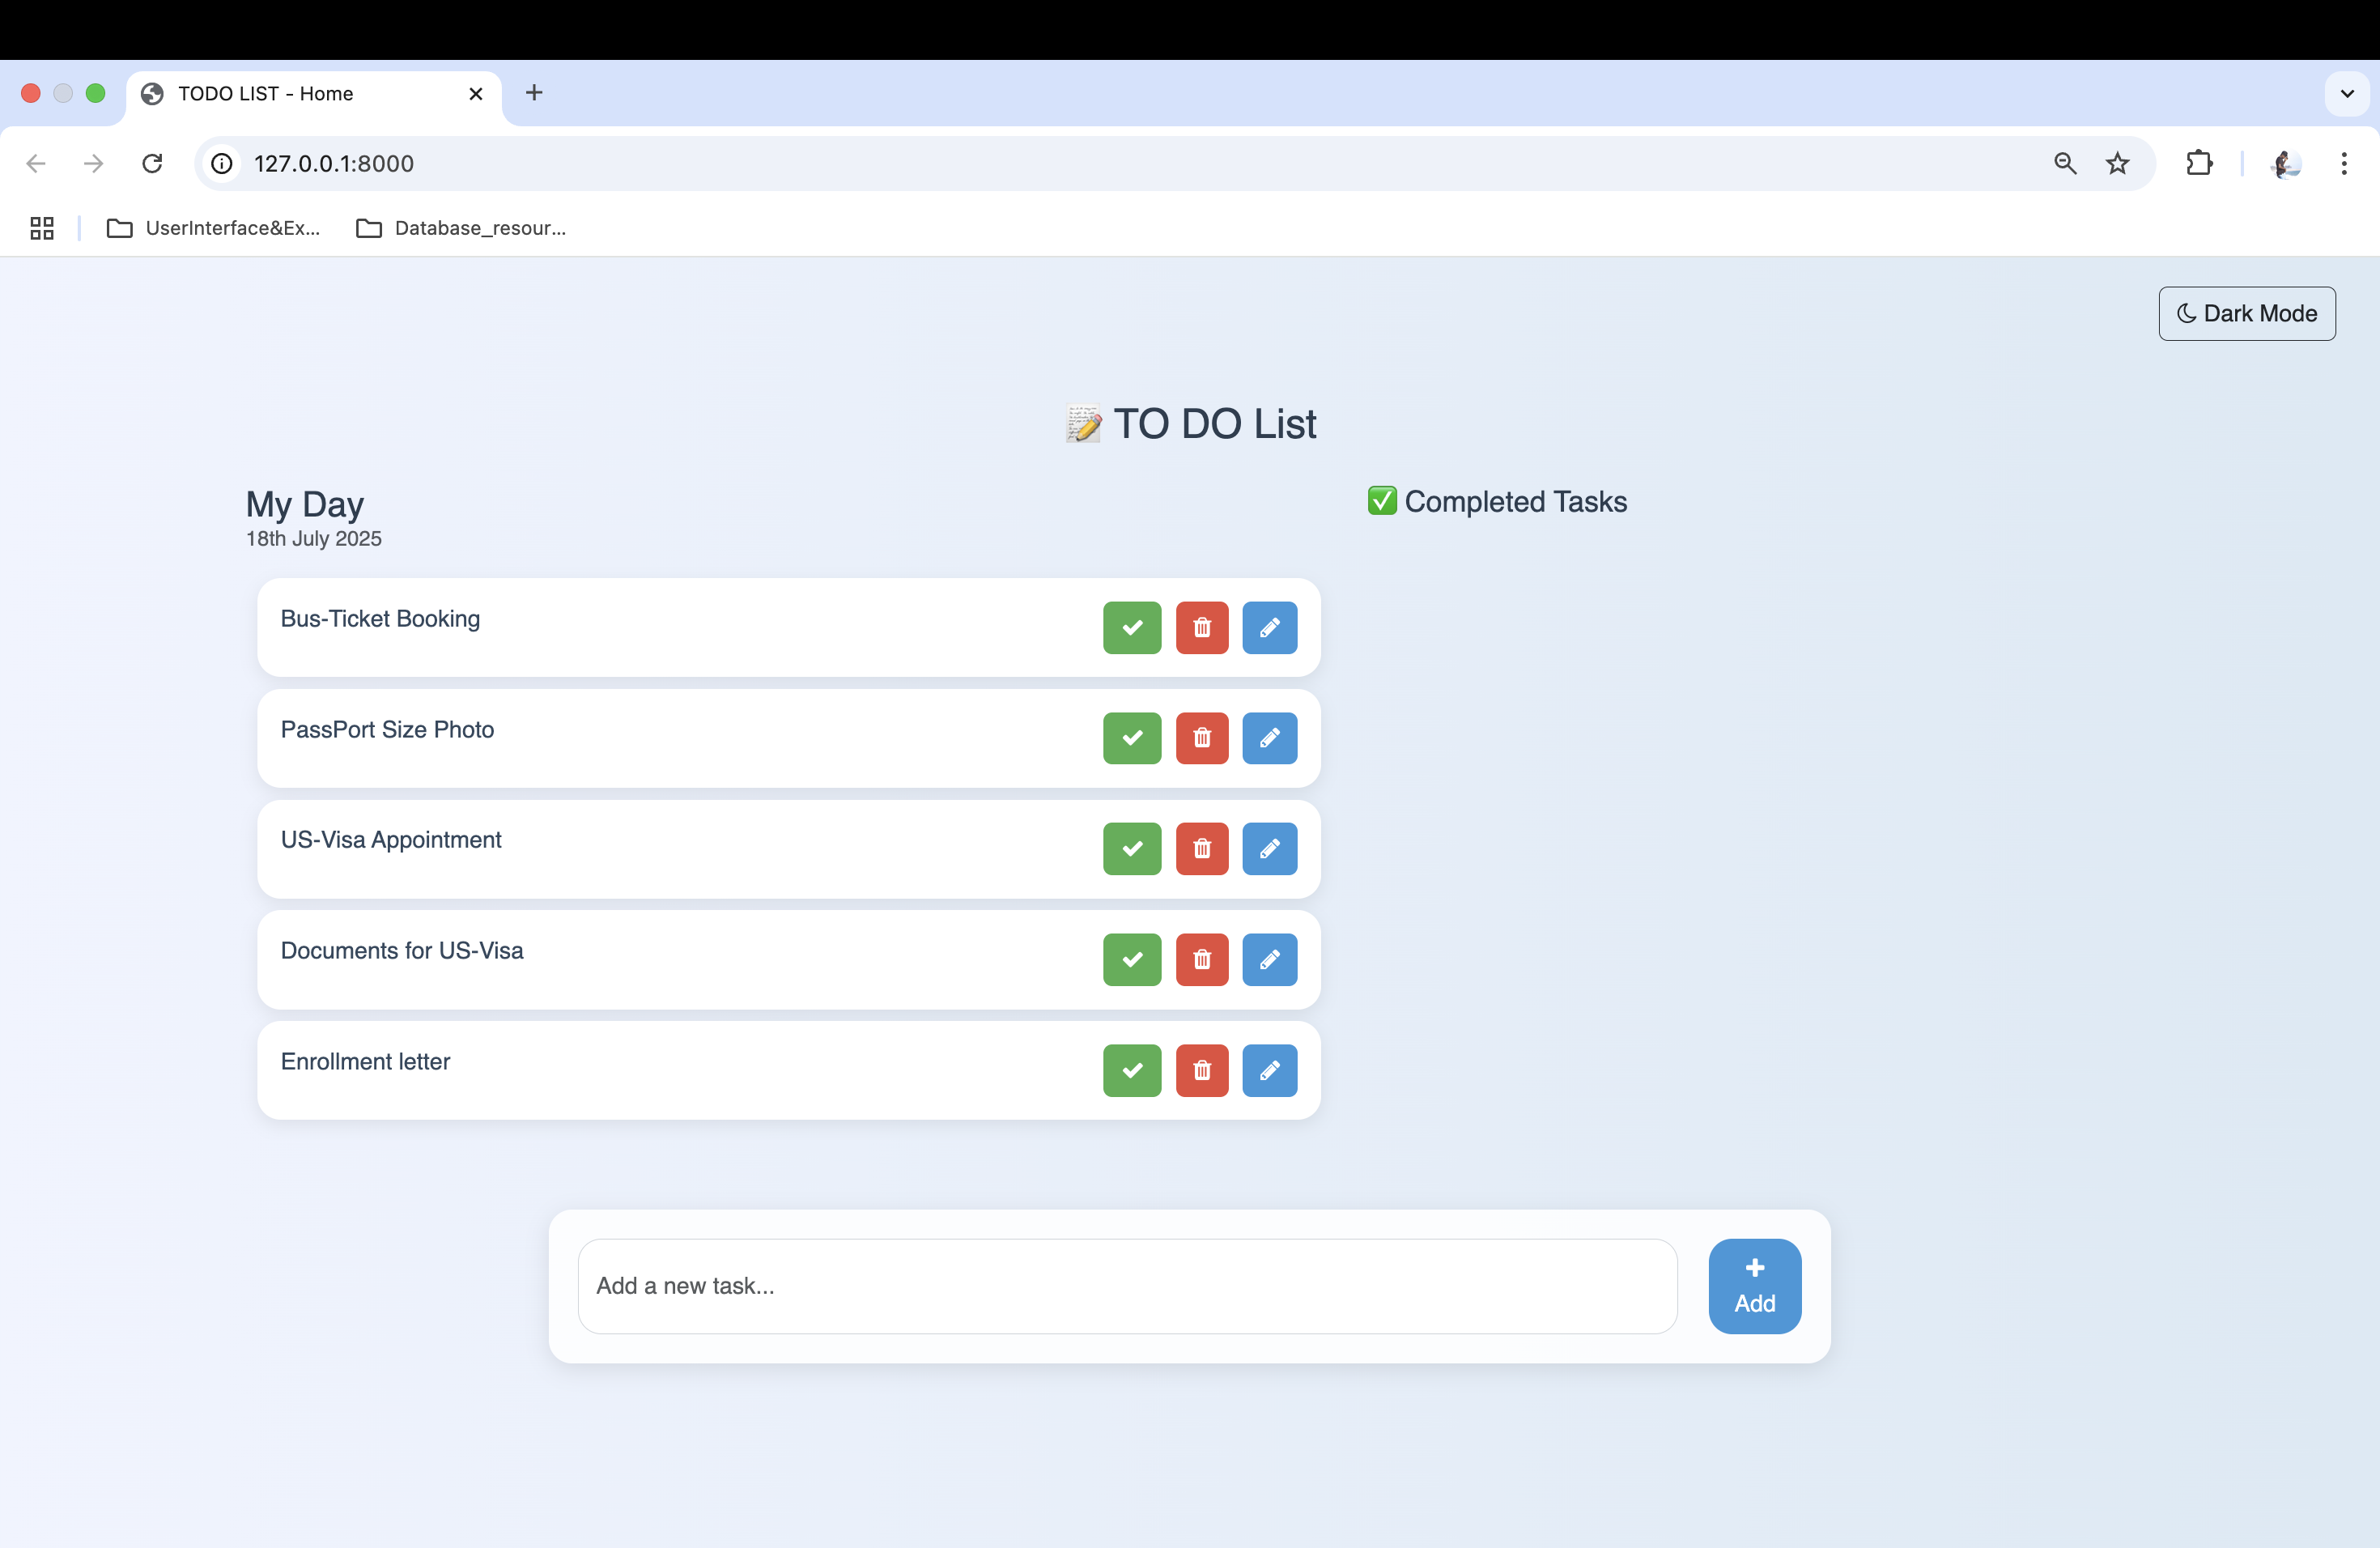 TODO LIST - Home
127.0.0.1:8000
UserInterface&Ex...
Database_resour...
Dark Mode
TO DO List
My Day
18th July 2025
Bus-Ticket Booking
PassPort Size Photo
US-Visa Appointment
Documents for US-Visa
Enrollment letter
Completed Tasks
Add a new task...
Add